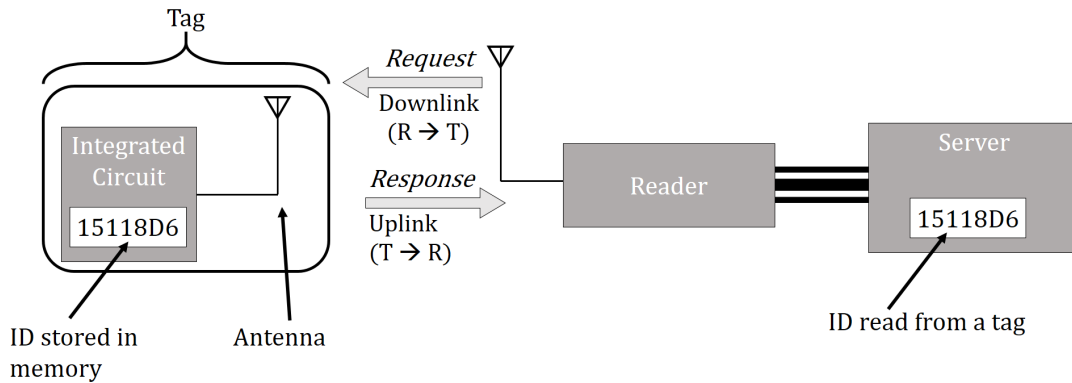 Tag
Request
Downlink
(R → T)
Integrated
Circuit
15118D6
Response
Uplink
(T → R)
Reader
Server
15118D6
ID stored in
memory
Antenna
ID read from a tag